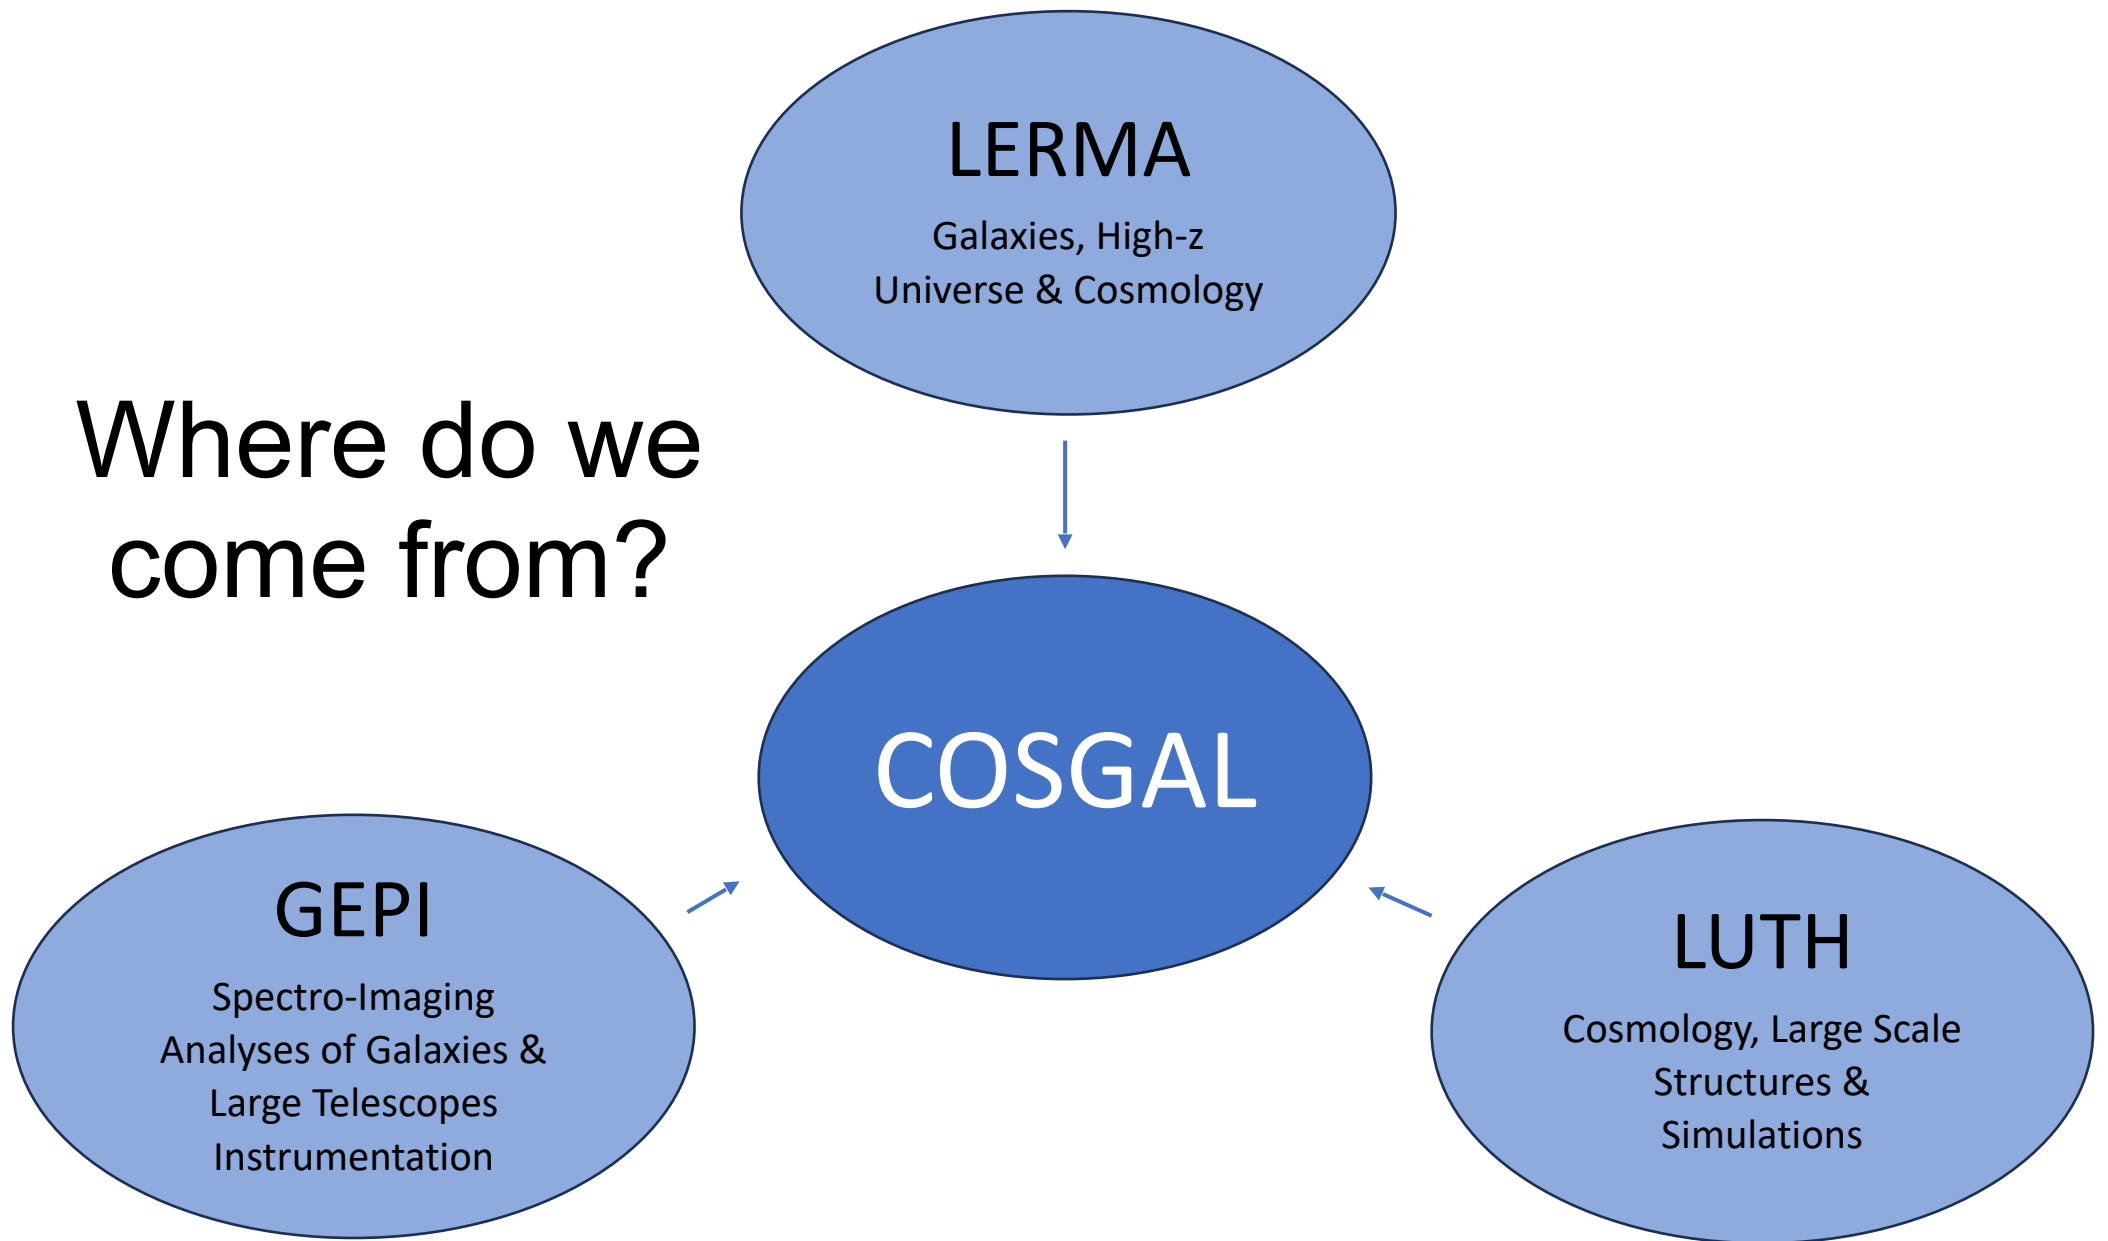 LERMA
Galaxies, High-z
Universe & Cosmology
Where do we
come from?
COSGAL
GEPI
Spectro-Imaging
Analyses of Galaxies &
Large Telescopes
Instrumentation
LUTH
Cosmology, Large Scale
Structures &
Simulations